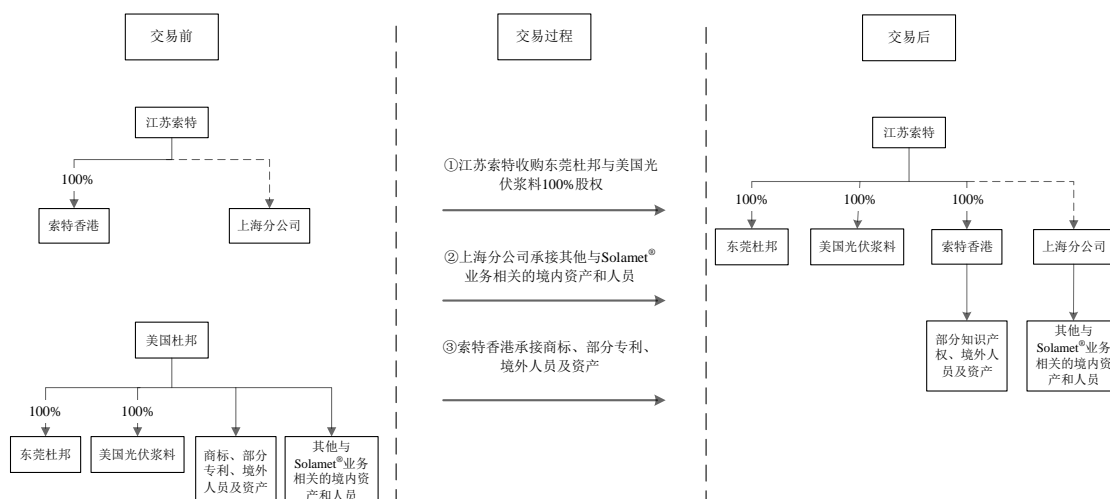 交易前
江苏索特
100%
索特香港
上海分公司
美国杜邦
100%
100%
东莞杜邦
美国光伏浆料
商标、部分
专利、境外
人员及资产
其他与
Solamet®业务
相关的境内资
产和人员
交易过程
①江苏索特收购东莞杜邦与美国光
伏浆料100%股权
②上海分公司承接其他与Solamet®
业务相关的境内资产和人员
③索特香港承接商标、部分专利、
境外人员及资产
交易后
江苏索特
100%
100%
100%
东莞杜邦
美国光伏浆料
索特香港
上海分公司
部分知识产
权、境外人
员及资产
其他与
Solamet®业务
相关的境内资
产和人员